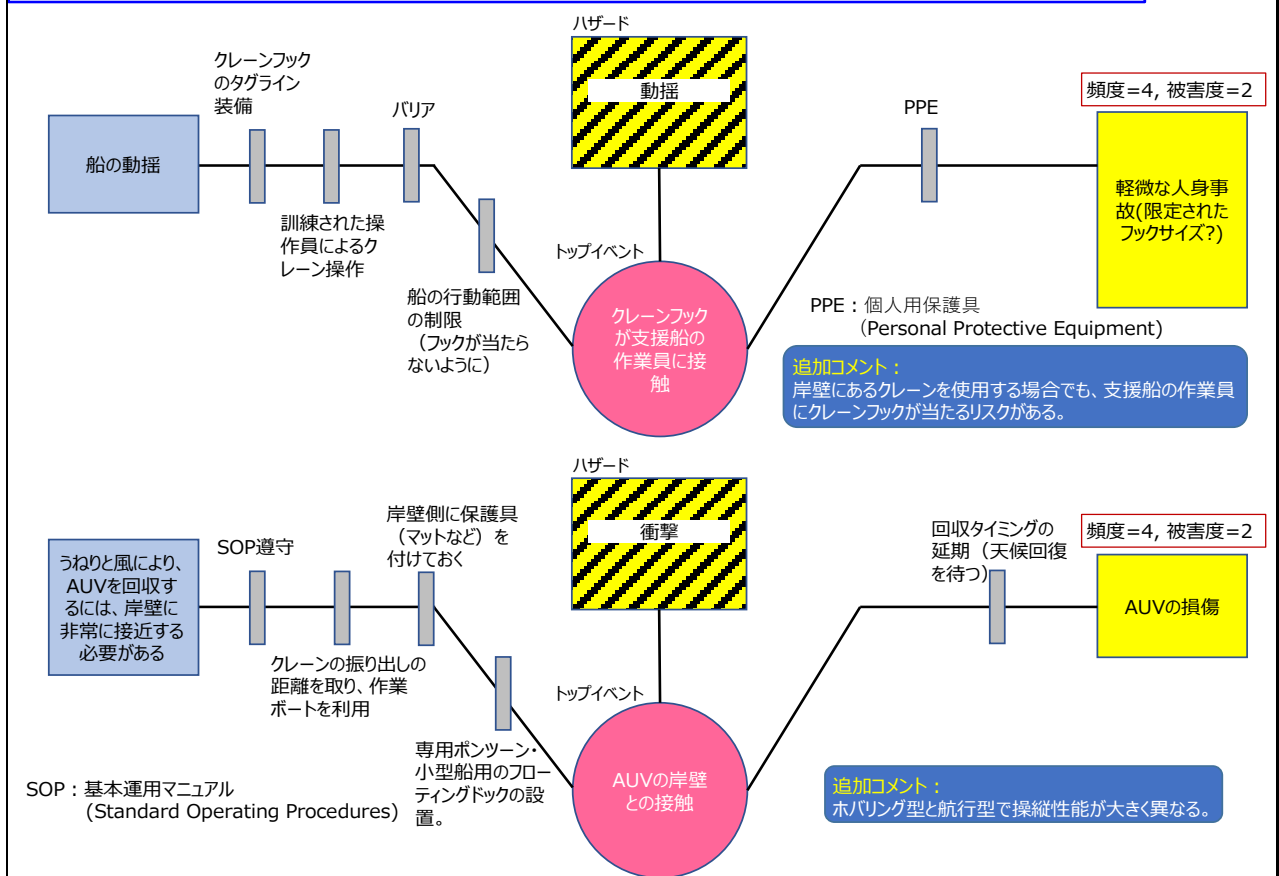 ハザード
動揺
クレーンフック
のタグライン
装備
バリア
船の動揺
訓練された操
作員によるク
レーン操作
船の行動範囲
の制限
（フックが当たら
ないように）
トップイベント
クレーンフック
が支援船の
作業員に接
触
PPE
頻度=4, 被害度=2
軽微な人身事
故(限定された
フックサイズ?)
PPE：個人用保護具
（Personal Protective Equipment)
追加コメント：
岸壁にあるクレーンを使用する場合でも、支援船の作業員
にクレーンフックが当たるリスクがある。
ハザード
衝撃
うねりと風により、
AUVを回収す
るには、岸壁に
非常に接近する
必要がある
SOP遵守
クレーンの振り出しの
距離を取り、作業
ボートを利用
岸壁側に保護具
（マットなど）を
付けておく
専用ポンツーン・
小型船用のフロー
ティングドックの設
置。
トップイベント
AUVの岸壁
との接触
回収タイミングの
延期（天候回復
を待つ）
頻度=4, 被害度=2
AUVの損傷
SOP：基本運用マニュアル
(Standard Operating Procedures)
追加コメント：
ホバリング型と航行型で操縦性能が大きく異なる。